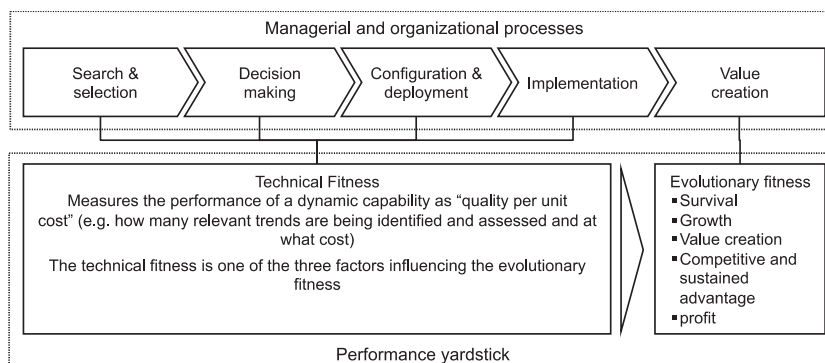 Managerial and organizational processes
Search &
selection
Decision
making
Configuration &
deployment
Implementation
Value
creation
Technical Fitness
Measures the performance of a dynamic capability as “quality per unit
cost” (e.g. how many relevant trends are being identified and assessed and at
what cost)
The technical fitness is one of the three factors influencing the evolutionary
fitness
Evolutionary fitness
▪Survival
▪Growth
▪Value creation
▪Competitive and
sustained
advantage
▪profit
Performance yardstick